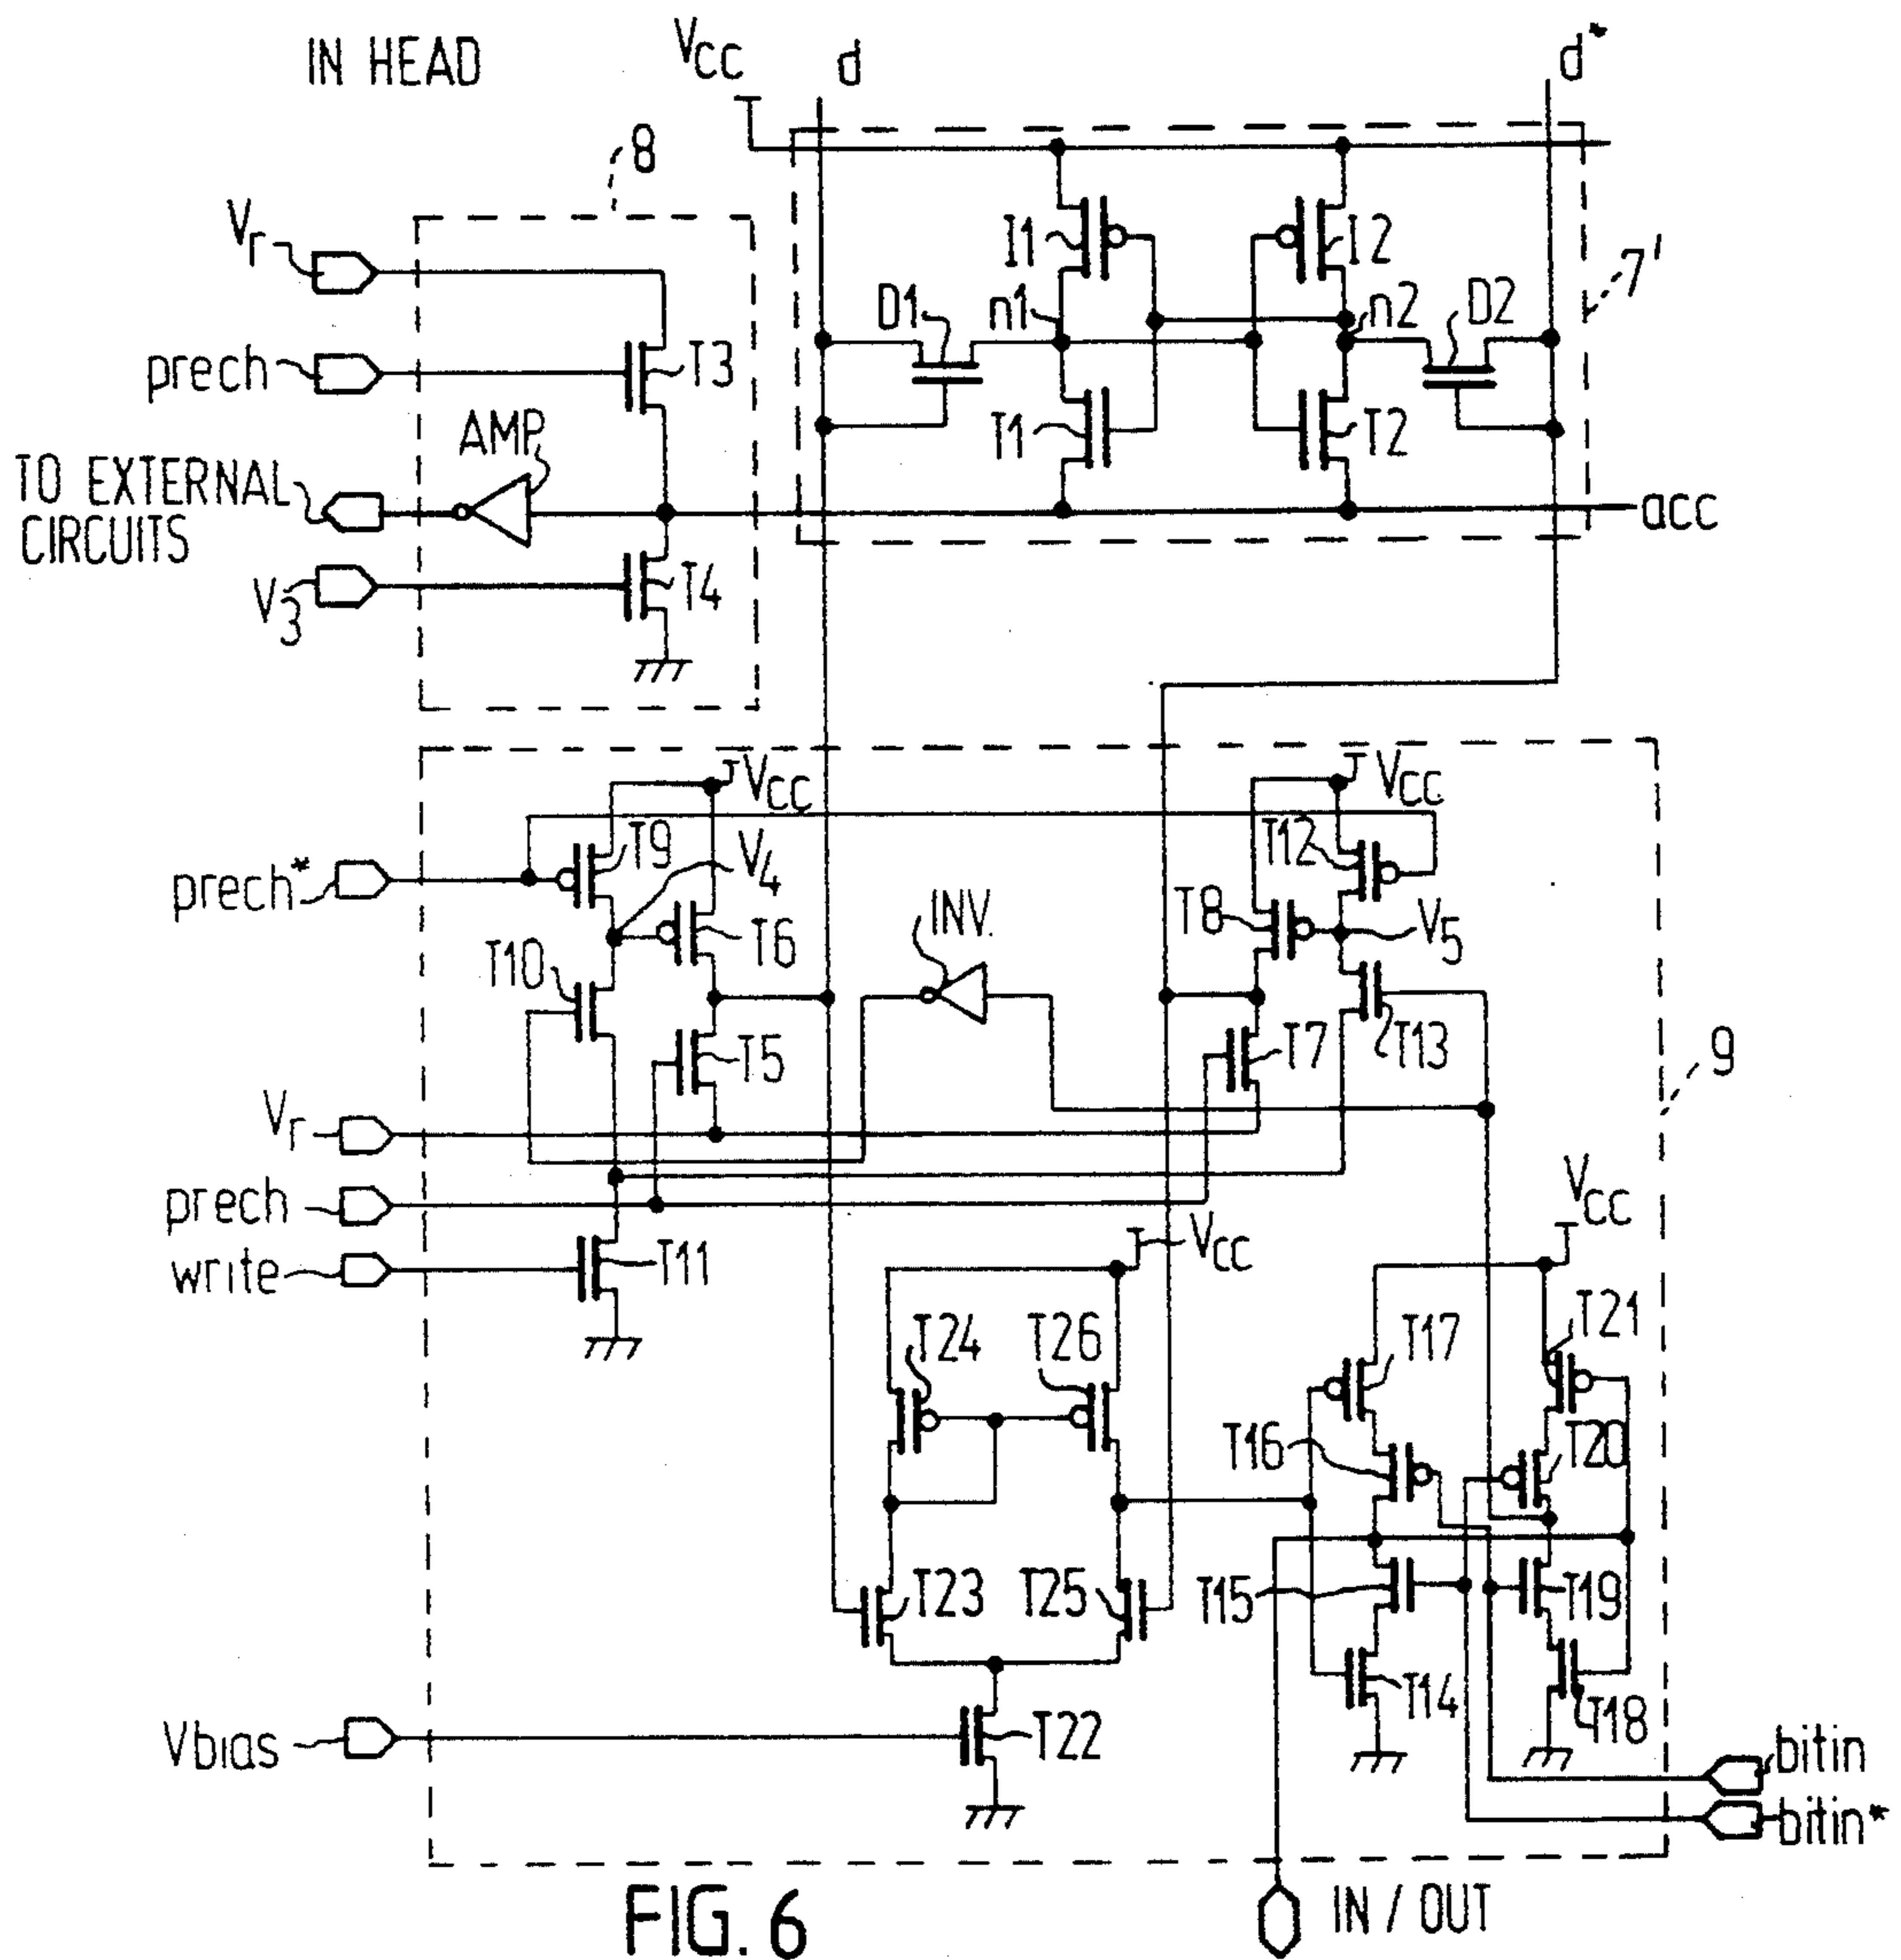 IN HEAD
VCC
d
d*
8
Vr
I1
I2
7'
D1
n1
n2
D2
prech
T3
AMP.
T1
T2
TO EXTERNAL
CIRCUITS
acc
V3
T4
VCC
VCC
T9
V4
T12
prech*
T8
INV.
V5
T10
T6
T5
T7
T13
9
Vr
prech
VCC
VCC
write
T11
T21
T24
T26
T17
T16
T20
T23
T25
T15
T19
T14
T18
Vbias
T22
bitin
bitin*
IN / OUT
FIG. 6